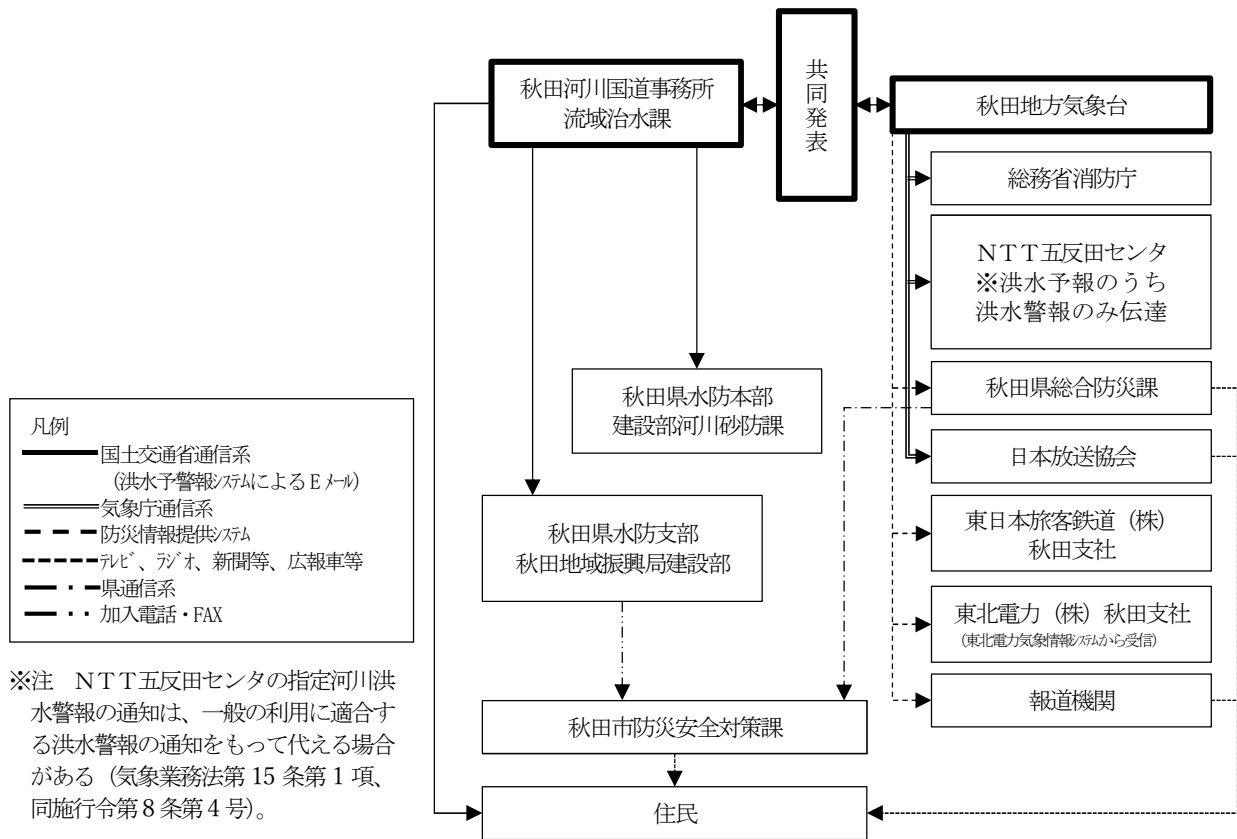 秋田河川国道事務所
流域治水課
共同発表
秋田地方気象台
総務省消防庁
NTT五反田センタ
※洪水予報のうち
洪水警報のみ伝達
秋田県水防本部
建設部河川砂防課
秋田県総合防災課
日本放送協会
秋田県水防支部
秋田地域振興局建設部
東日本旅客鉄道（株）
秋田支社
東北電力（株）秋田支社
（東北電力気象情報ｼｽﾃﾑから受信）
報道機関
秋田市防災安全対策課
住民
凡例
国土交通省通信系
（洪水予警報ｼｽﾃﾑによるEﾒｰﾙ）
気象庁通信系
防災情報提供ｼｽﾃﾑ
ﾃﾚﾋﾞ、ﾗｼﾞｵ、新聞等、広報車等
県通信系
加入電話・FAX
※注　NTT五反田センタの指定河川洪
水警報の通知は、一般の利用に適合す
る洪水警報の通知をもって代える場合
がある（気象業務法第15条第1項、
同施行令第8条第4号）。